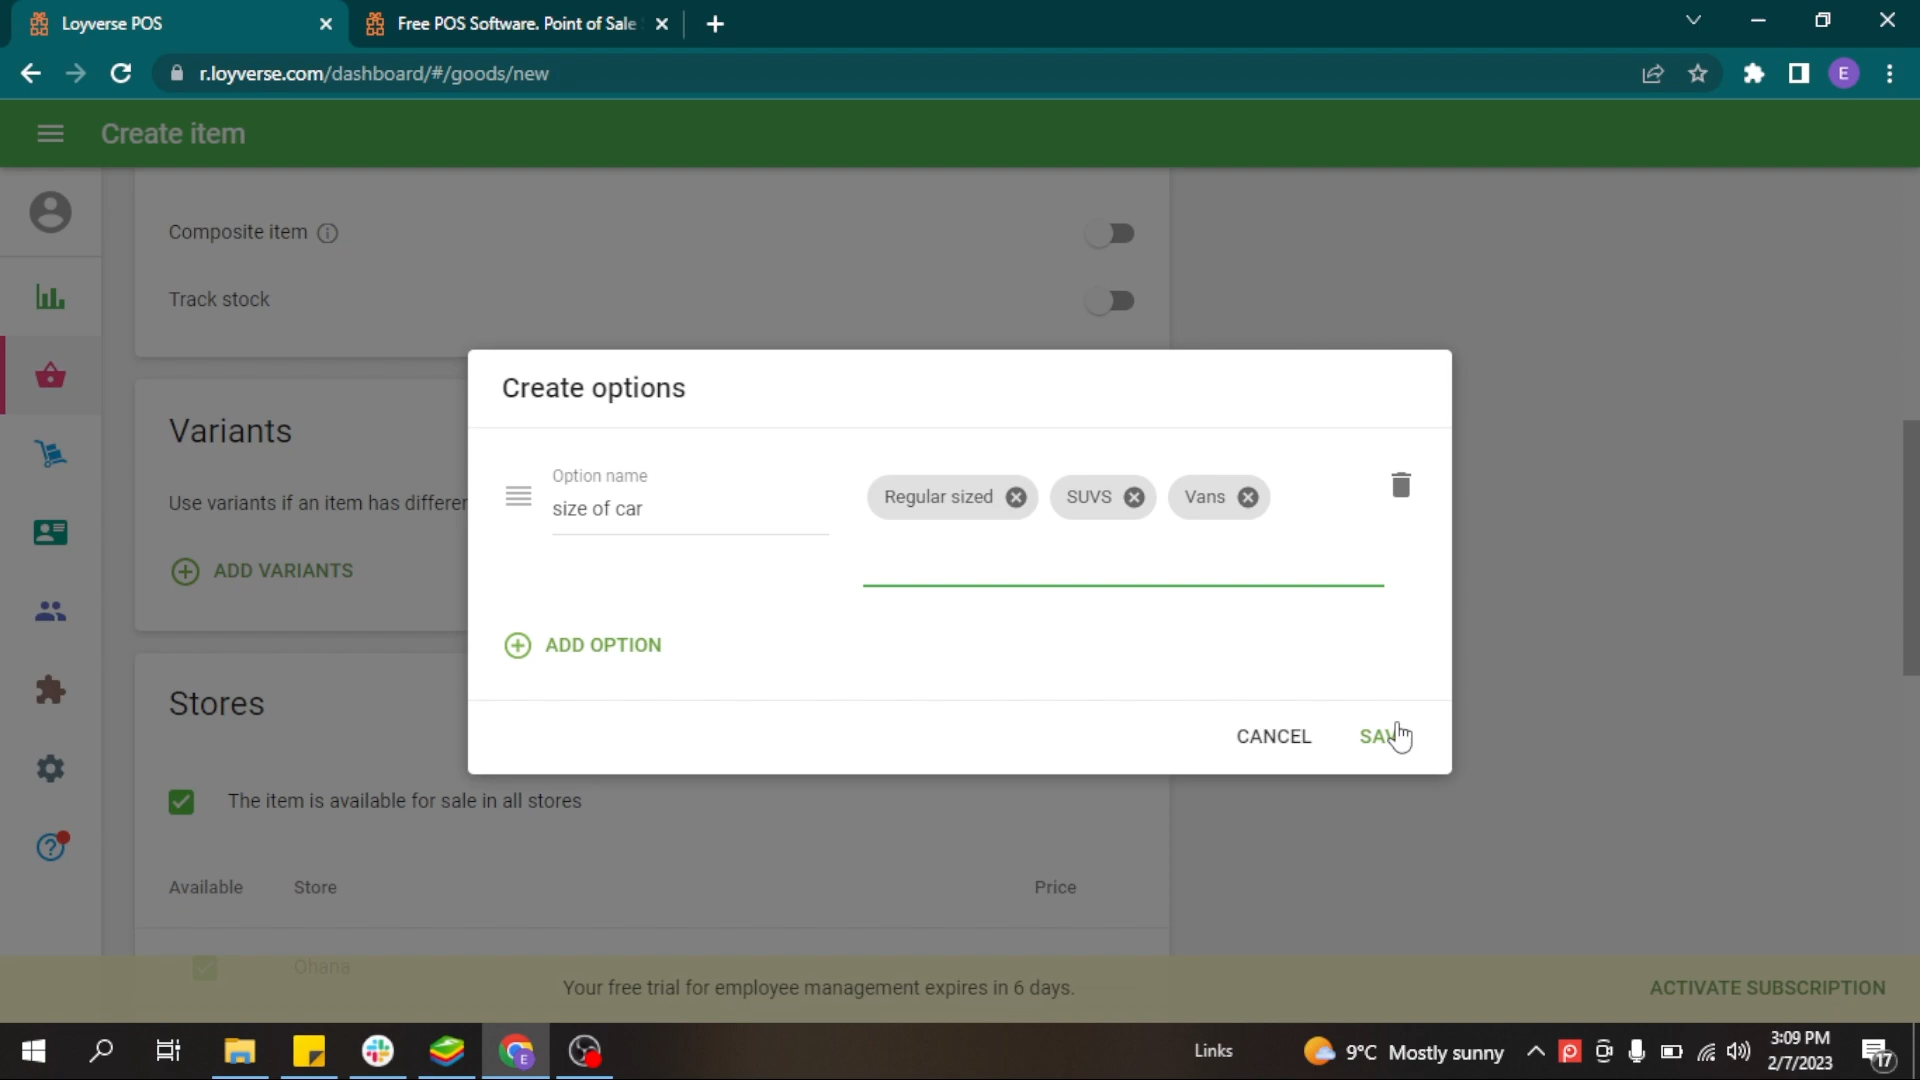 Loyverse POS
Free POS Software. Point of Sale
r.loyverse.com/dashboard/#/goods/new
E
Create item
Composite item
Track stock
Create options
Variants
Option name
size of car
Regular sized
SUVS
Vans
Use variants if an item has differen
ADD VARIANTS
ADD OPTION
Stores
CANCEL
The item is available for sale in all stores
Available
Store
Price
Ohana
Your free trial for employee management expires in 6 days.
ACTIVATE SUBSCRIPTION
E
Links
9°C Mostly sunny
3:09 PM
2/7/2023
17